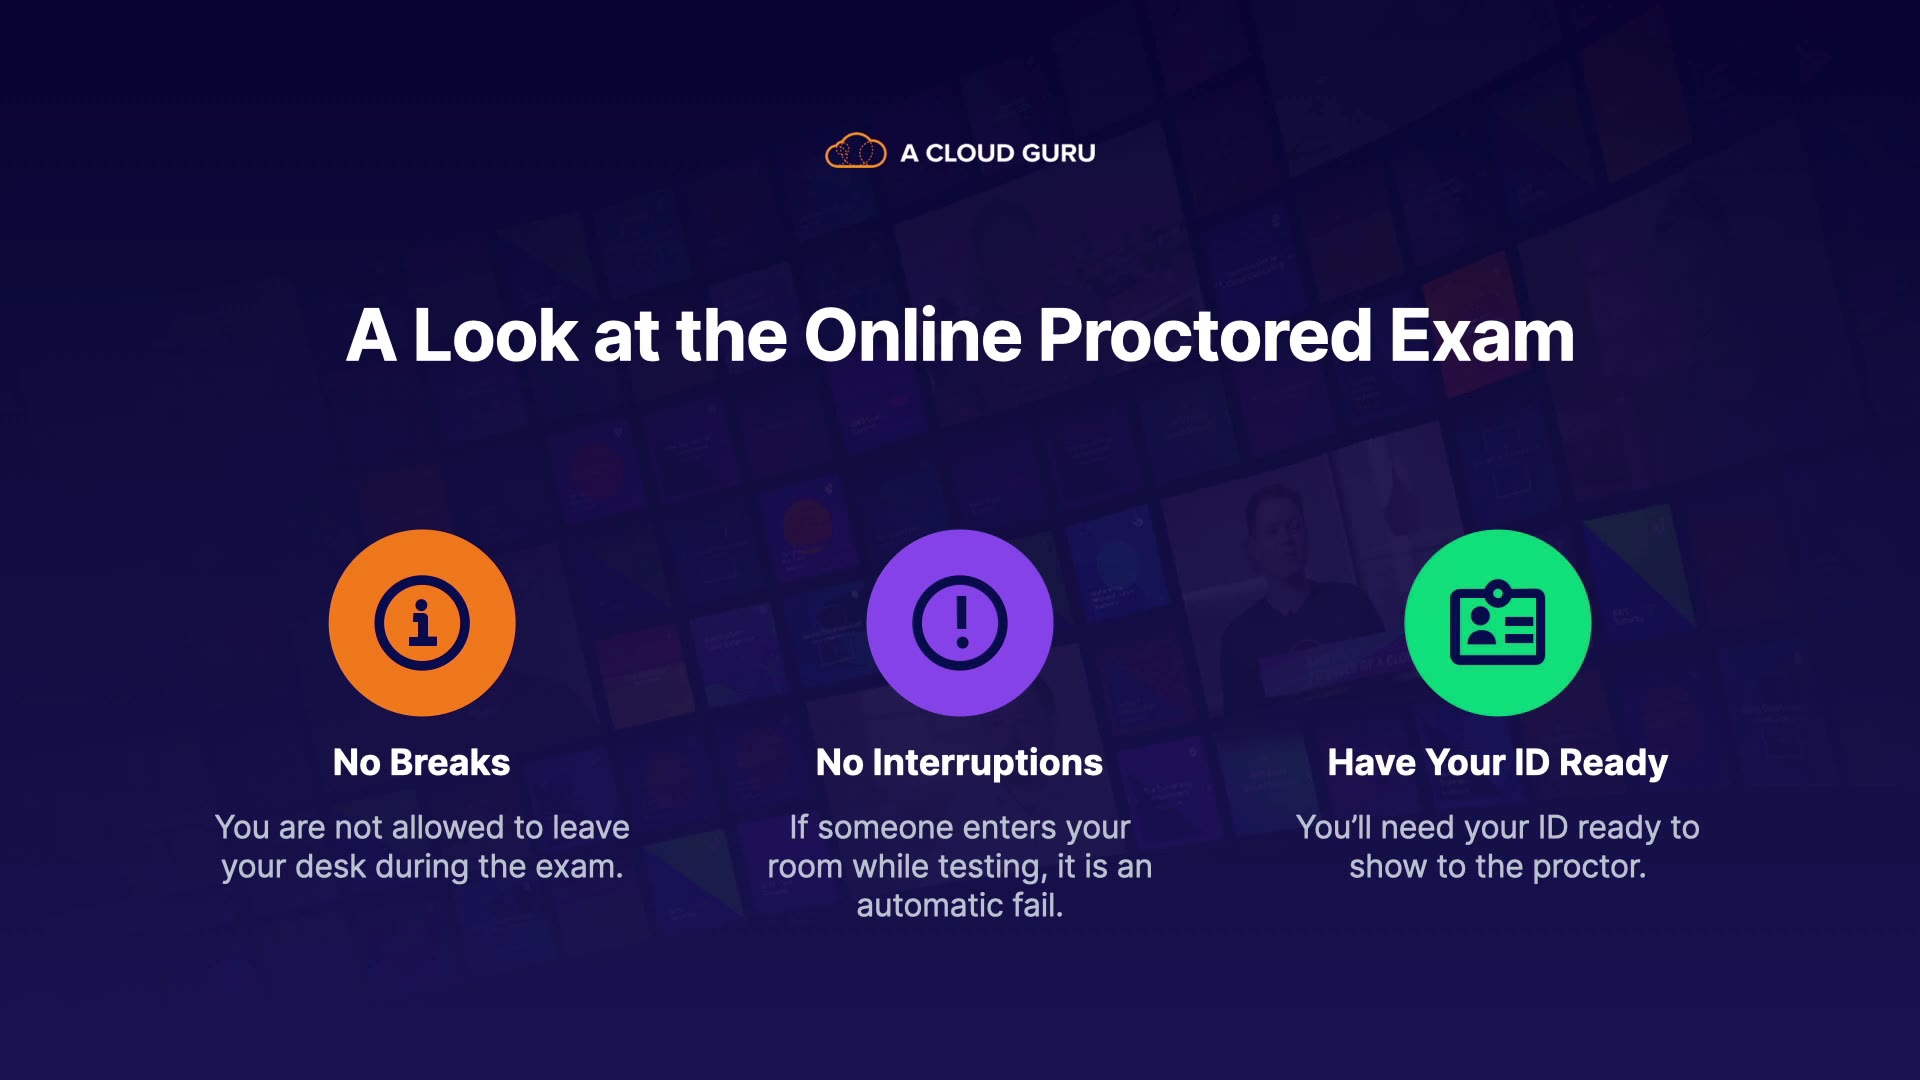 A CLOUD GURU
A Look at the Online Proctored Exam
No Breaks
You are not allowed to leave
your desk during the exam.
No Interruptions
If someone enters your
room while testing, it is an
automatic fail.
Have Your ID Ready
You'll need your ID ready to
show to the proctor.